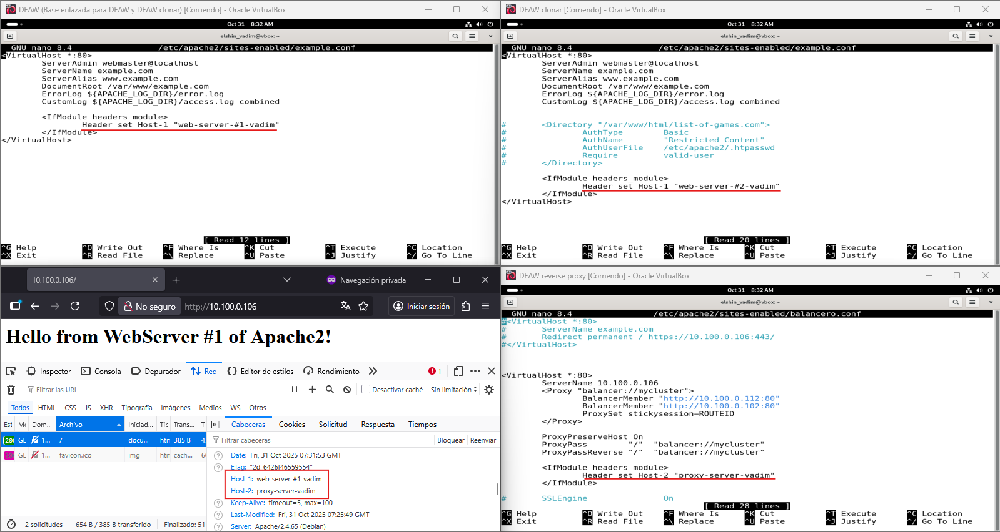 DEAW (Base enlazada para DEAW y DEAW clonar) [Corriendo] - Oracle VirtualBox
Oct 31 8:32 AM
elshin_vadim@vbox: ~
GNU nano 8.4 /etc/apache2/sites-enabled/example.conf
<VirtualHost *:80>
ServerAdmin webmaster@localhost
ServerName example.com
ServerAlias www.example.com
DocumentRoot /var/www/example.com
ErrorLog ${APACHE_LOG_DIR}/error.log
CustomLog ${APACHE_LOG_DIR}/access.log combined
<IfModule headers_module>
Header set Host-1 "web-server-#1-vadim"
</IfModule>
</VirtualHost>
[ Read 12 lines ]
^G Help ^O Write Out ^F Where Is ^K Cut ^T Execute ^C Location
^X Exit ^R Read File ^\ Replace ^U Paste ^J Justify ^/ Go To Line
DEAW clonar [Corriendo] - Oracle VirtualBox
Oct 31 8:32 AM
elshin_vadim@vbox: ~
GNU nano 8.4 /etc/apache2/sites-enabled/example.conf
<VirtualHost *:80>
ServerAdmin webmaster@localhost
ServerName example.com
ServerAlias www.example.com
DocumentRoot /var/www/example.com
ErrorLog ${APACHE_LOG_DIR}/error.log
CustomLog ${APACHE_LOG_DIR}/access.log combined
# <Directory "/var/www/html/list-of-games.com">
# AuthType Basic
# AuthName "Restricted Content"
# AuthUserFile /etc/apache2/.htpasswd
# Require valid-user
# </Directory>
<IfModule headers_module>
Header set Host-1 "web-server-#2-vadim"
</IfModule>
</VirtualHost>
[ Read 20 lines ]
^G Help ^O Write Out ^F Where Is ^K Cut ^T Execute ^C Location
^X Exit ^R Read File ^\ Replace ^U Paste ^J Justify ^/ Go To Line
10.100.0.106/
Navegación privada
No seguro http://10.100.0.106 Iniciar sesión
Hello from WebServer #1 of Apache2!
Inspector Consola Depurador Red Editor de estilos Rendimiento 1
Filtrar las URL Desactivar caché Sin limitación
Todos HTML CSS JS XHR Tipografía Imágenes Medios WS Otros
Est Me Dom... Archivo Iniciad... Tip Trans... T
200 GET 1... / docu... htm 385 B 45
GET 1... favicon.ico img htm cach... 60
Cabeceras Cookies Solicitud Respuesta Tiempos
Filtrar cabeceras Bloquear Reenviar
Date: Fri, 31 Oct 2025 07:31:53 GMT
ETag: "2d-6426f46559554"
Host-1: web-server-#1-vadim
Host-2: proxy-server-vadim
Keep-Alive: timeout=5, max=100
Last-Modified: Fri, 31 Oct 2025 07:25:49 GMT
Server: Apache/2.4.65 (Debian)
2 solicitudes 654 B / 385 B transferido Finalizado: 51
DEAW reverse proxy [Corriendo] - Oracle VirtualBox
Oct 31 8:32 AM
elshin_vadim@vbox: ~
GNU nano 8.4 /etc/apache2/sites-enabled/balancero.conf
#<VirtualHost *:80>
# ServerName example.com
# Redirect permanent / https://10.100.0.106:443/
#</VirtualHost>
<VirtualHost *:80>
ServerName 10.100.0.106
<Proxy "balancer://mycluster">
BalancerMember "http://10.100.0.112:80"
BalancerMember "http://10.100.0.102:80"
ProxySet stickysession=ROUTEID
</Proxy>
ProxyPreserveHost On
ProxyPass "/" "balancer://mycluster"
ProxyPassReverse "/" "balancer://mycluster"
<IfModule headers_module>
Header set Host-2 "proxy-server-vadim"
</IfModule>
# SSLEngine On
[ Read 28 lines ]
^G Help ^O Write Out ^F Where Is ^K Cut ^T Execute ^C Location
^X Exit ^R Read File ^\ Replace ^U Paste ^J Justify ^/ Go To Line